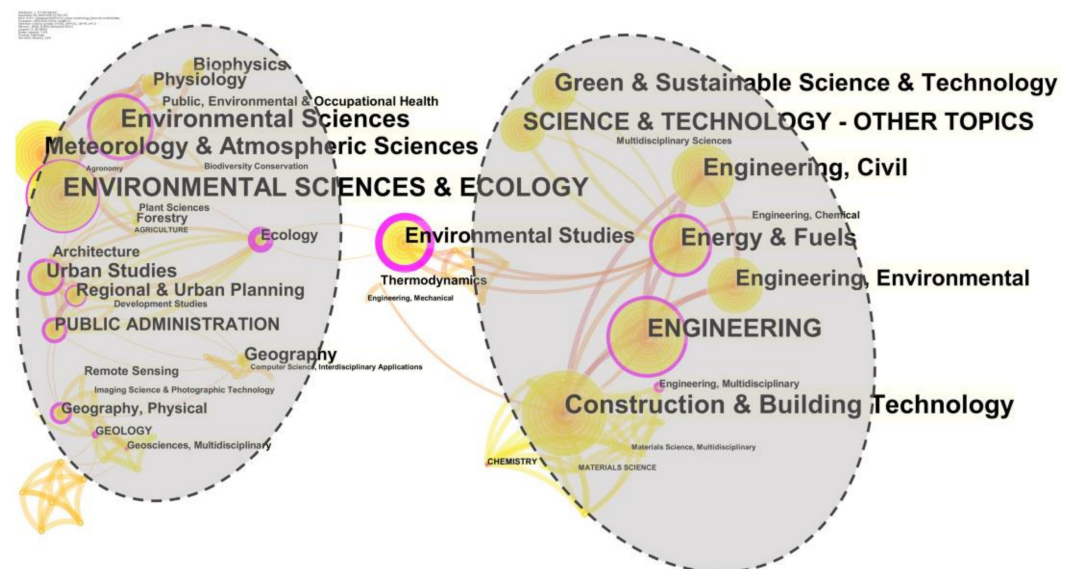 Biophysics
Physiology
Public, Environmental & Occupational Health
Environmental Sciences
Meteorology & Atmospheric Sciences
Agronomy
Biodiversity Conservation
ENVIRONMENTAL SCIENCES & ECOLOGY
Plant Sciences
Forestry
AGRICULTURE
Ecology
Architecture
Urban Studies
Regional & Urban Planning
Development Studies
PUBLIC ADMINISTRATION
Geography
Computer Science, Interdisciplinary Applications
Remote Sensing
Imaging Science & Photographic Technology
Geography, Physical
GEOLOGY
Geosciences, Multidisciplinary
Environmental Studies
Thermodynamics
Engineering, Mechanical
Green & Sustainable Science & Technology
SCIENCE & TECHNOLOGY - OTHER TOPICS
Multidisciplinary Sciences
Engineering, Civil
Engineering, Chemical
Energy & Fuels
Engineering, Environmental
ENGINEERING
Engineering, Multidisciplinary
Construction & Building Technology
Materials Science, Multidisciplinary
CHEMISTRY
MATERIALS SCIENCE